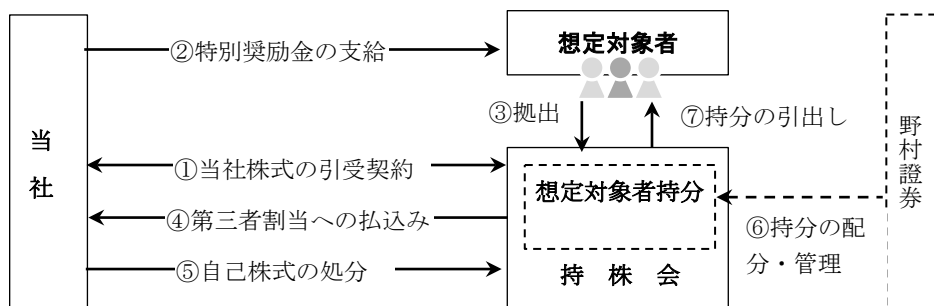 想定対象者
②特別奨励金の支給
③拠出
⑦持分の引出し
当社
①当社株式の引受契約
想定対象者持分
④第三者割当への払込み
⑥持分の配
分・管理
⑤自己株式の処分
持株会
野村證券